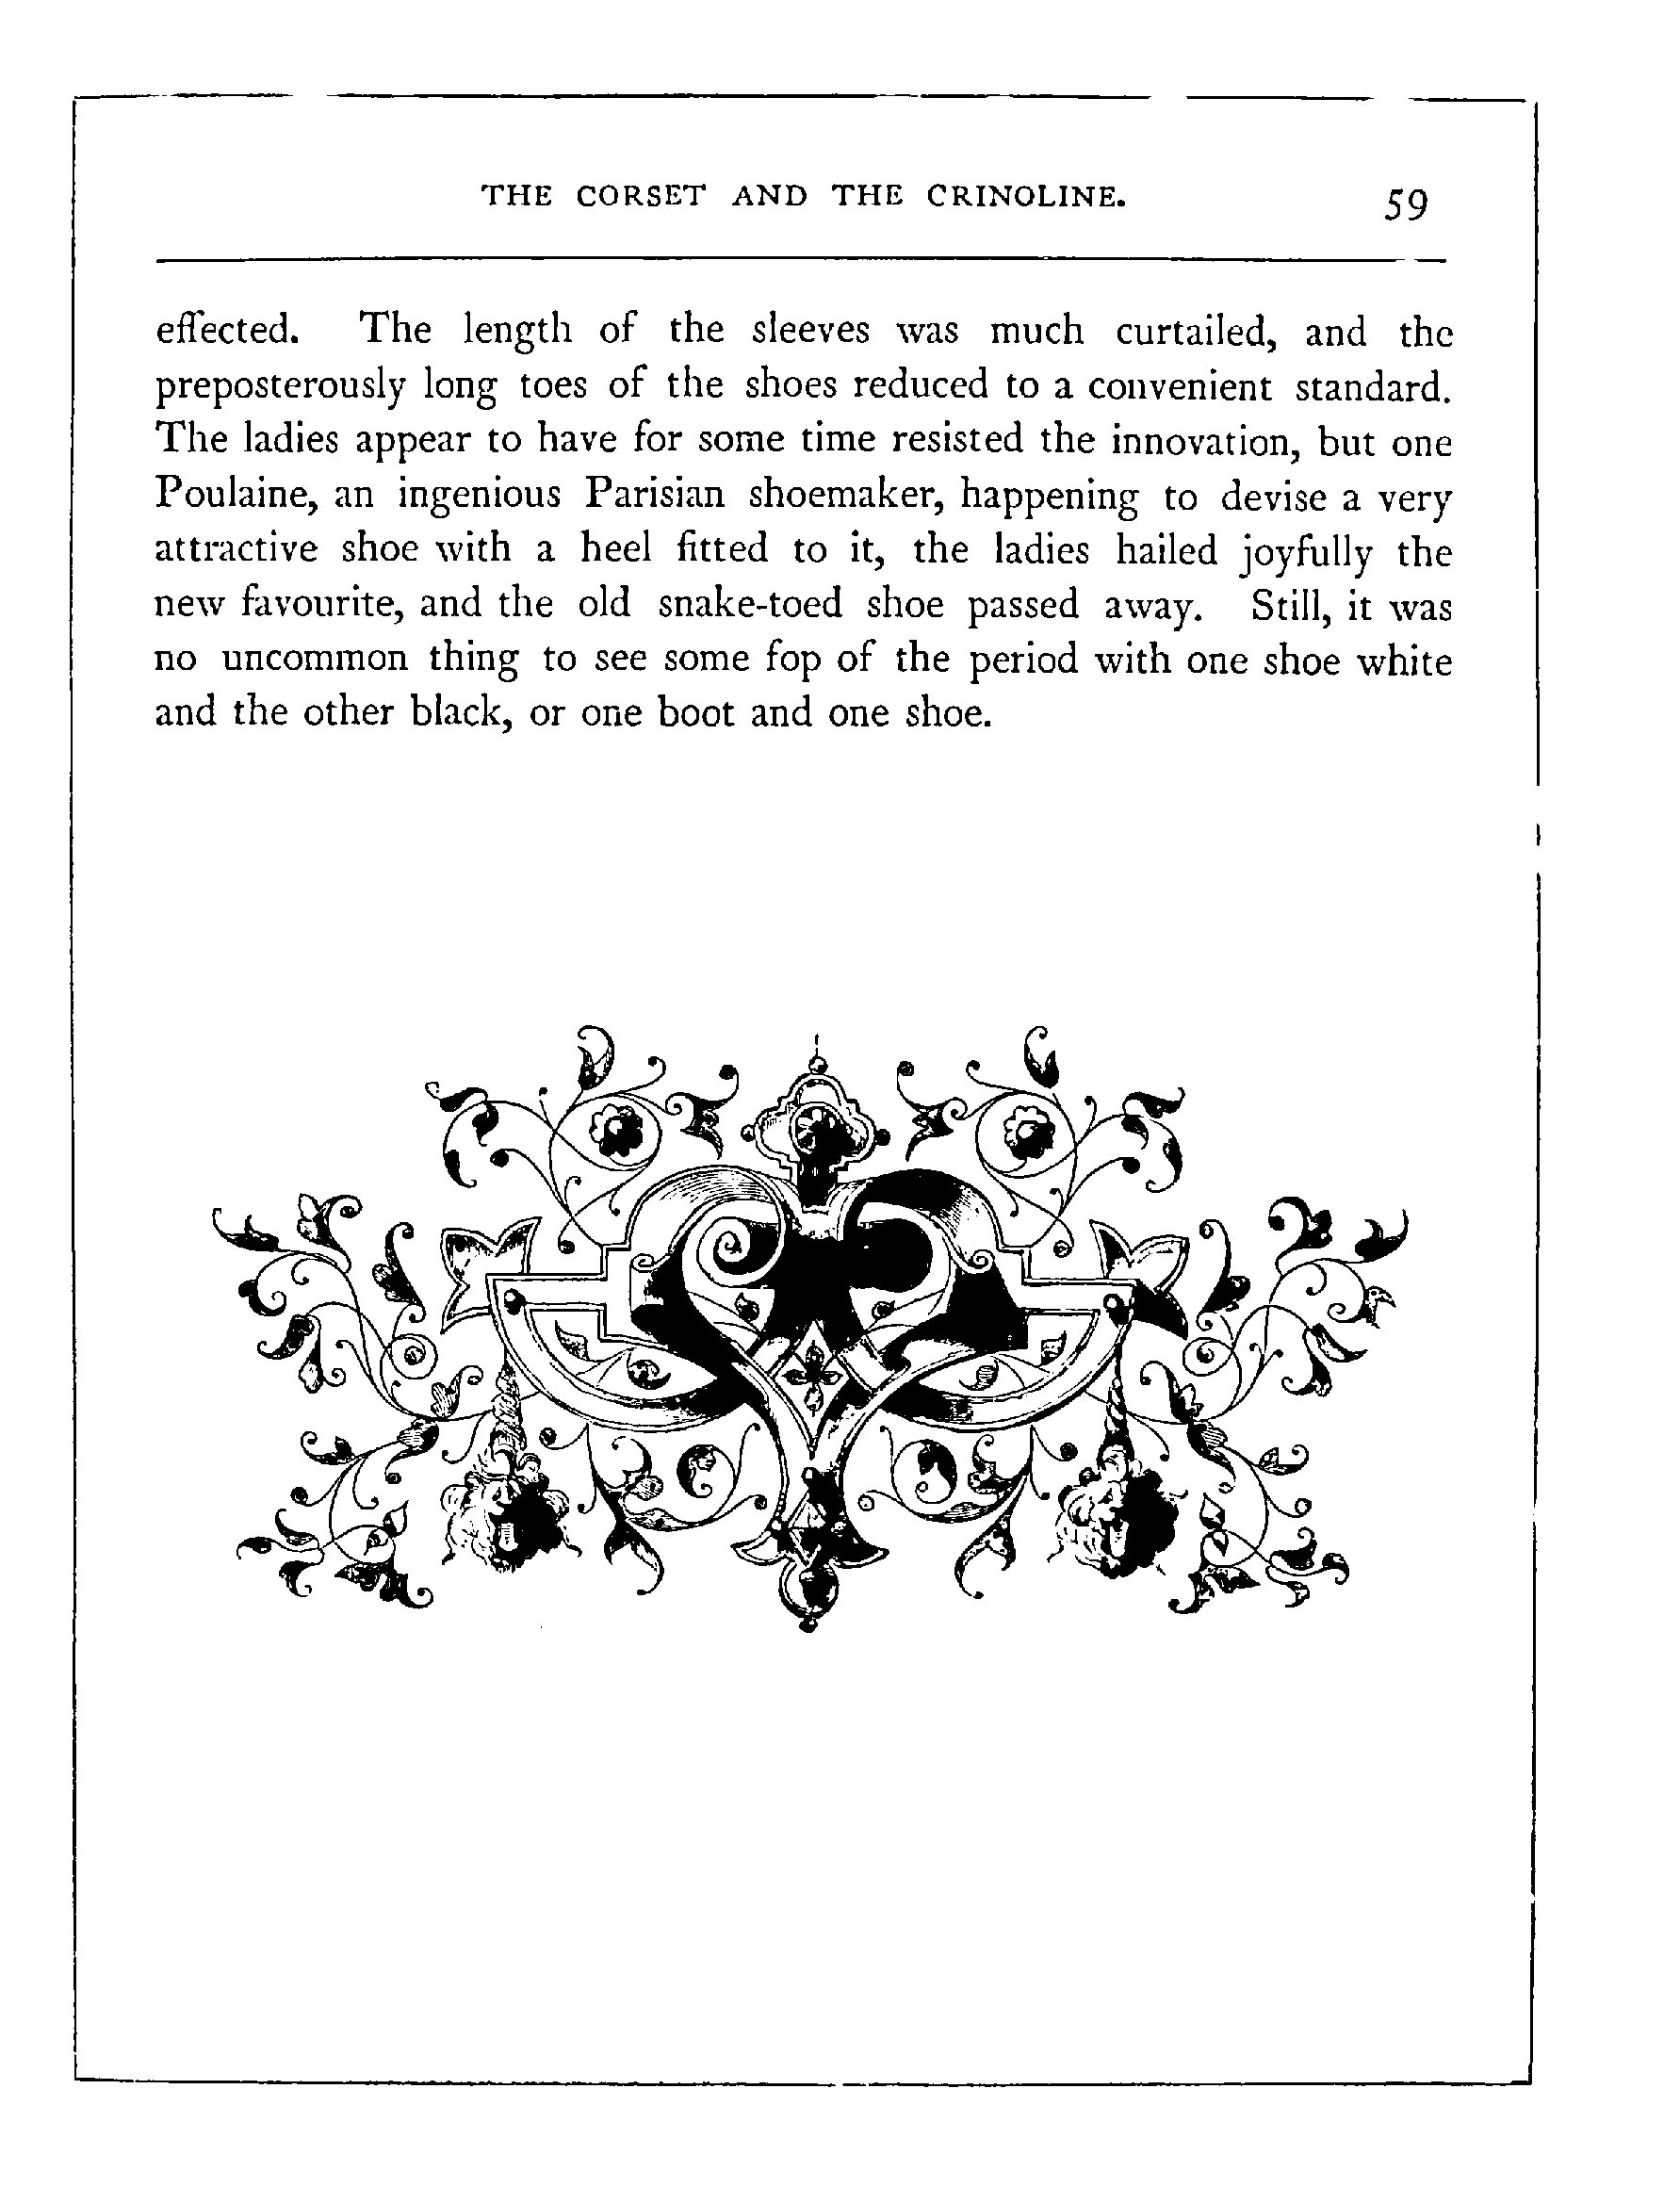 THE CORSET AND THE CRINOLINE. 59
effected. The length of the sleeves was much curtailed, and the
preposterously long toes of the shoes reduced to a convenient standard.
The ladies appear to have for some time resisted the innovation, but one
Poulaine, an ingenious Parisian shoemaker, happening to devise a very
attractive shoe with a heel fitted to it, the ladies hailed joyfully the
new favourite, and the old snake-toed shoe passed away. Still, it was
no uncommon thing to see some fop of the period with one shoe white
and the other black, or one boot and one shoe.